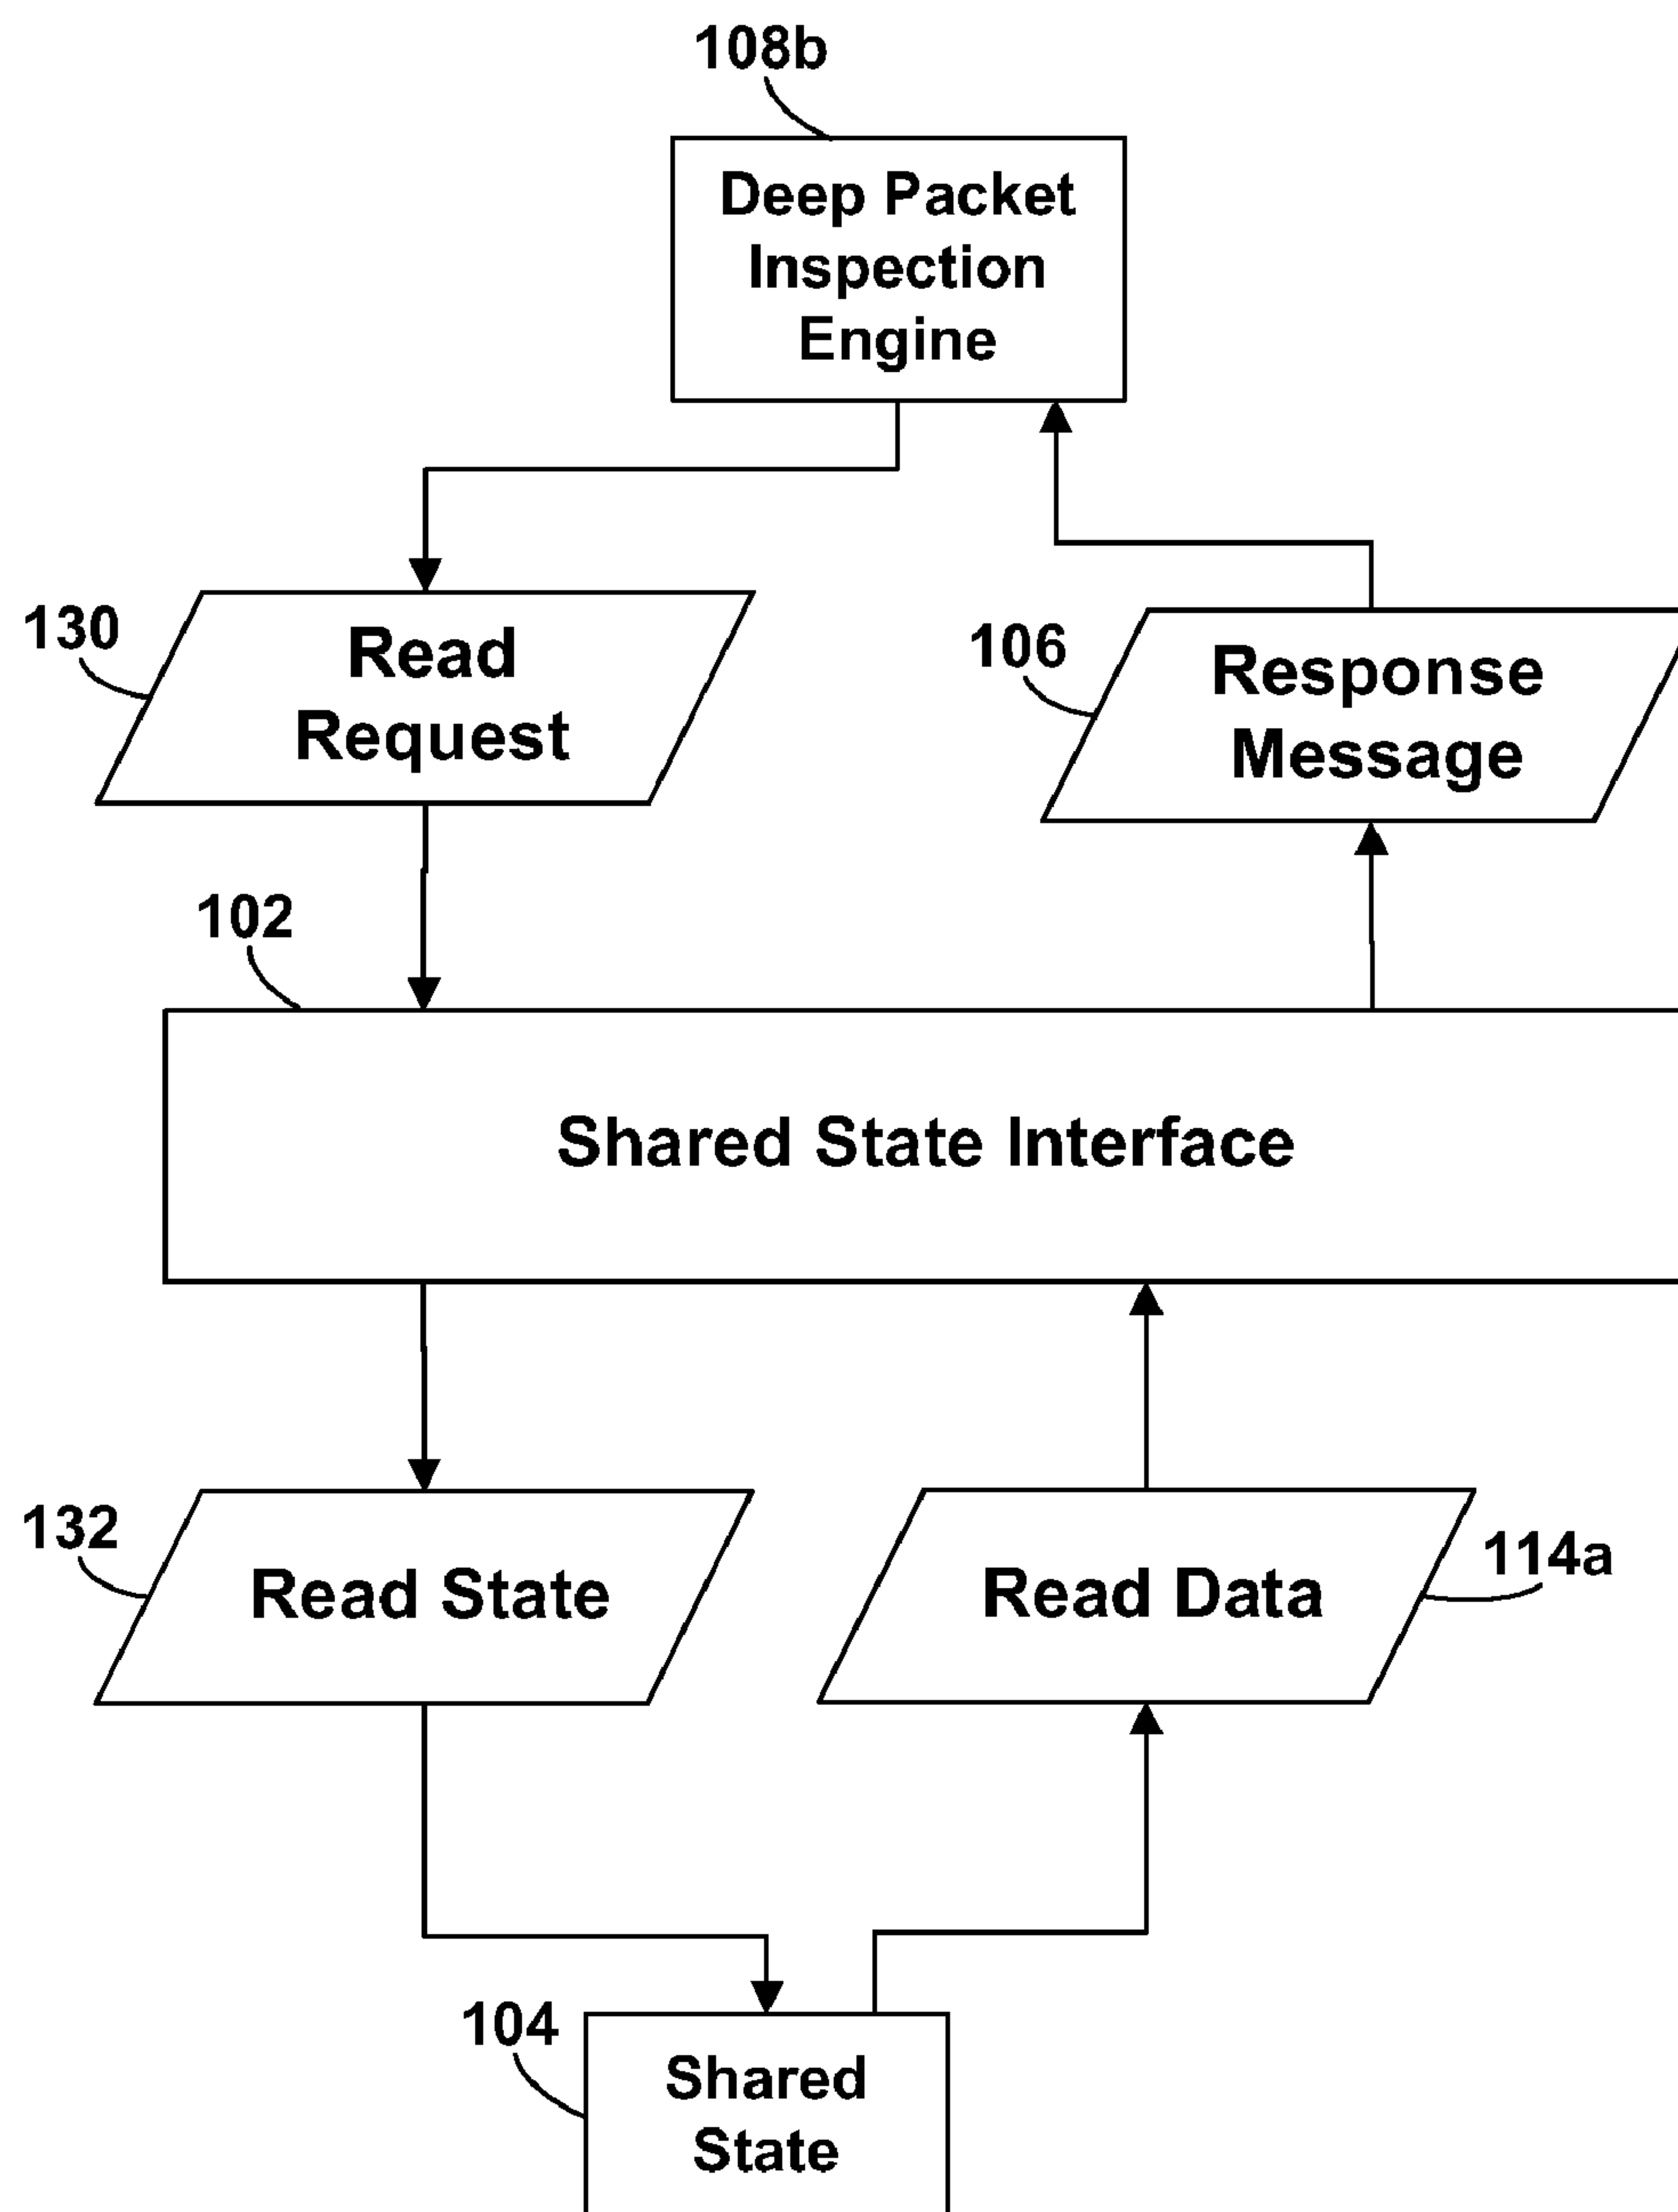 108b
Deep Packet
Inspection
Engine
130
Read
Request
106
Response
Message
102
Shared State Interface
132
Read State
Read Data
114a
104
Shared
State